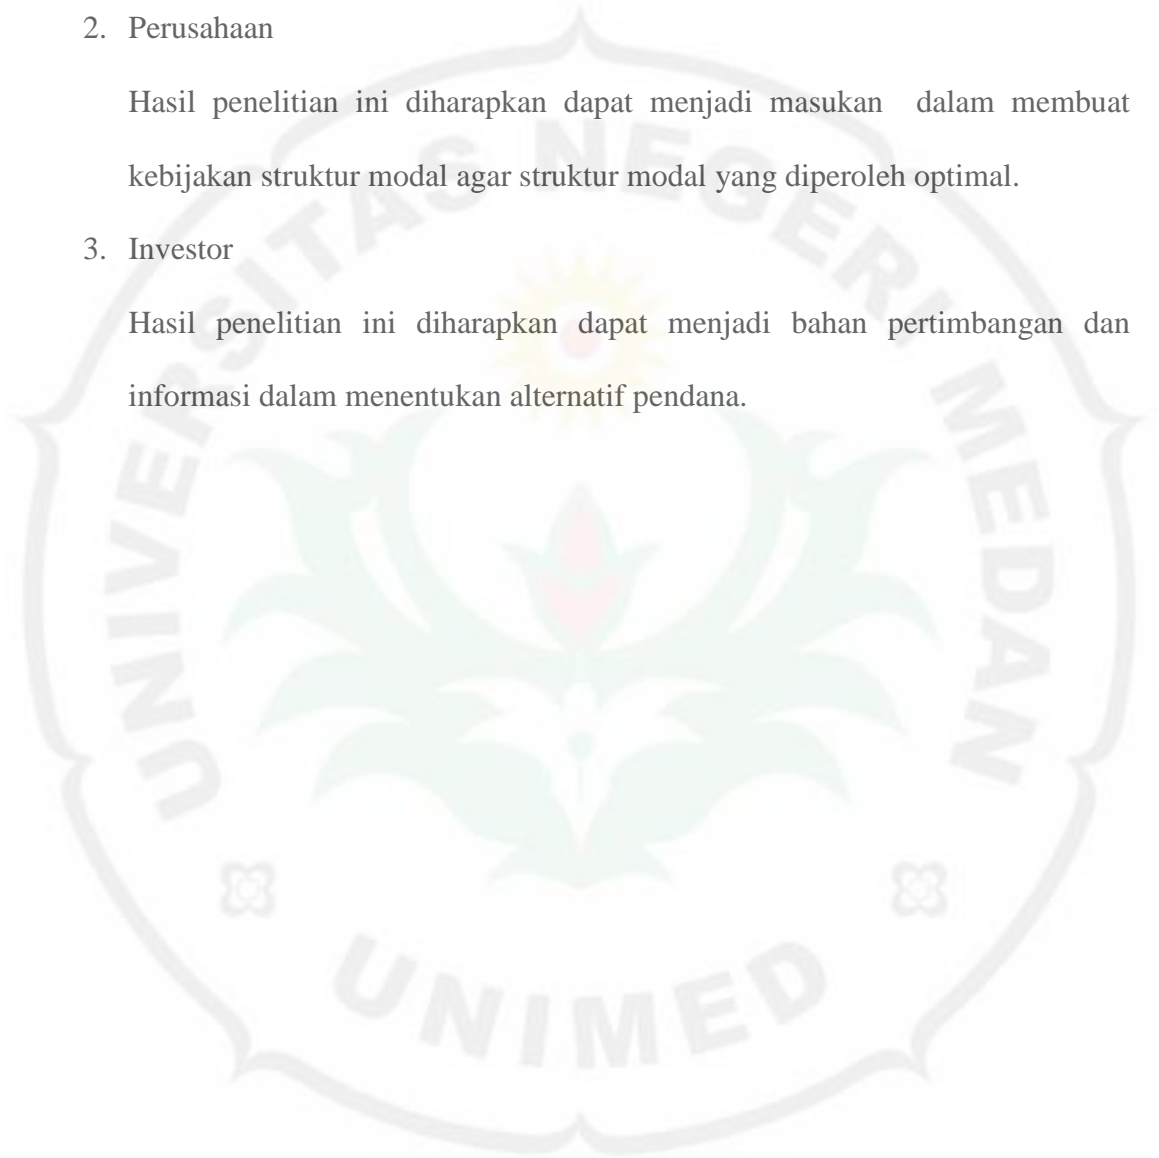 2. Perusahaan
Hasil penelitian ini diharapkan dapat menjadi masukan dalam membuat
kebijakan struktur modal agar struktur modal yang diperoleh optimal.
3. Investor
Hasil penelitian ini diharapkan dapat menjadi bahan pertimbangan dan
informasi dalam menentukan alternatif pendana.
UNIVERSITAS NEGERI MEDAN
UNIMED